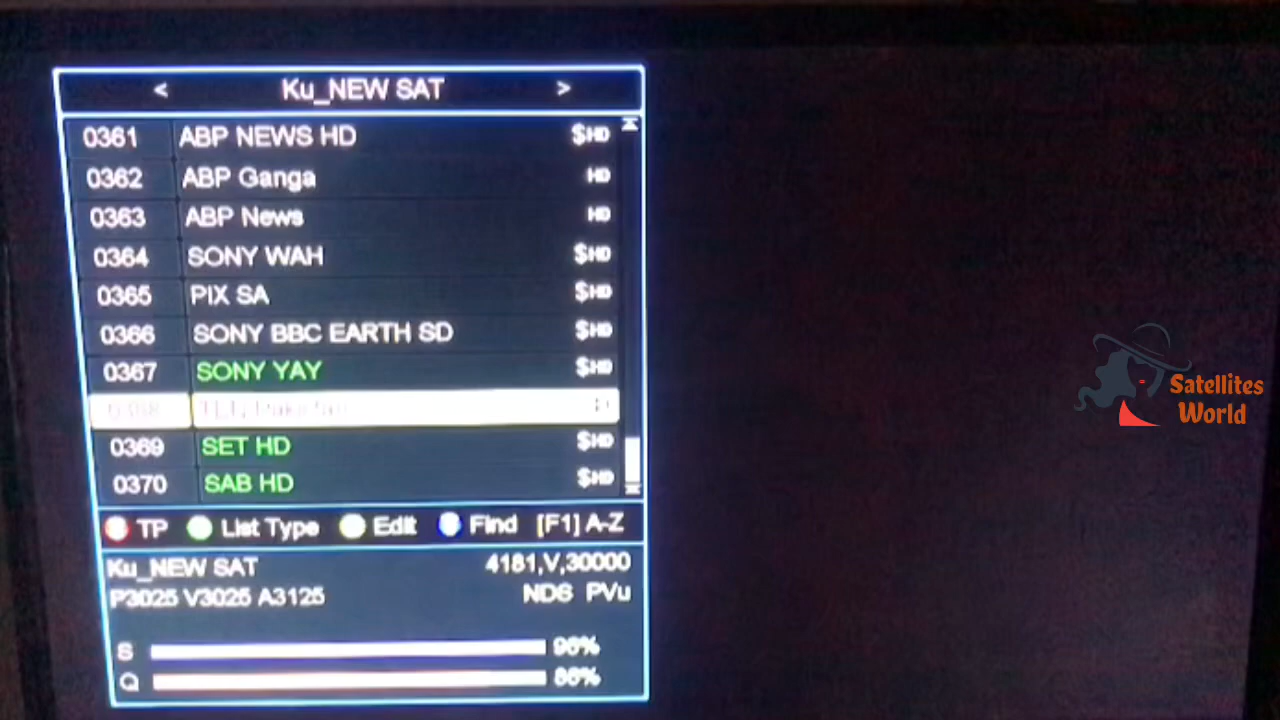 < Ku_NEW SAT >
0361 ABP NEWS HD $HD
0362 ABP Ganga HD
0363 ABP News HD
0364 SONY WAH $HD
0365 PIX SA $HD
0366 SONY BBC EARTH SD $HD
0367 SONY YAY $HD
0369 SET HD $HD
0370 SAB HD $HD
TP List Type Edit Find [F1] A-Z
Ku_NEW SAT 4181,V,30000
P3025 V3025 A3125 NDS PVu
S
Q
Satellites
World